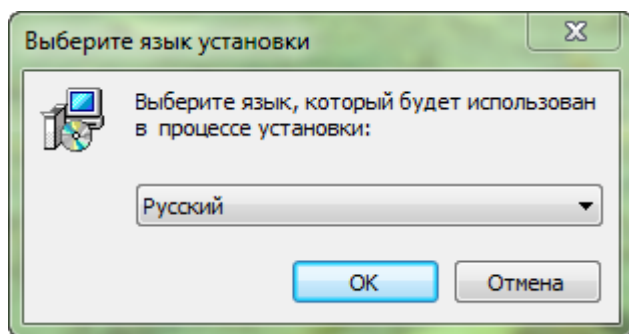 Выберите язык установки
Выберите язык, который будет использован
в процессе установки:
Русский
OK
Отмена